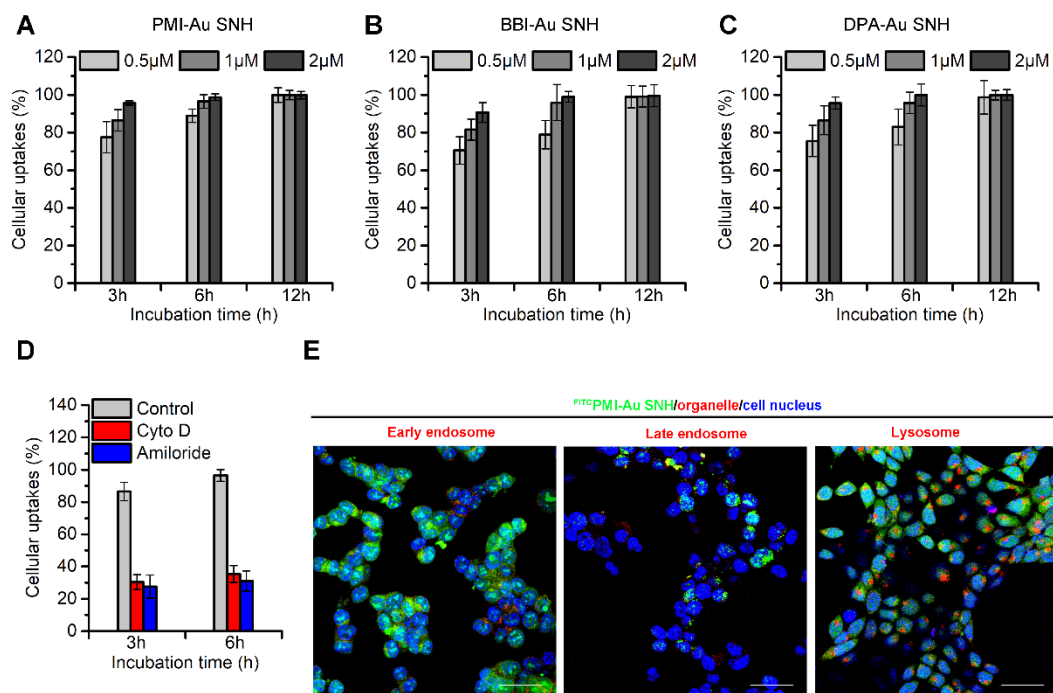 A
PMI-Au SNH
0.5μM 1μM 2μM
Cellular uptakes (%)
120
100
80
60
40
20
0
3h 6h 12h
Incubation time (h)
B
BBI-Au SNH
0.5μM 1μM 2μM
Cellular uptakes (%)
120
100
80
60
40
20
0
3h 6h 12h
Incubation time (h)
C
DPA-Au SNH
0.5μM 1μM 2μM
Cellular uptakes (%)
120
100
80
60
40
20
0
3h 6h 12h
Incubation time (h)
D
Control
Cyto D
Amiloride
Cellular uptakes (%)
140
120
100
80
60
40
20
0
3h 6h
Incubation time (h)
E
FITCPMI-Au SNH/organelle/cell nucleus
Early endosome Late endosome Lysosome